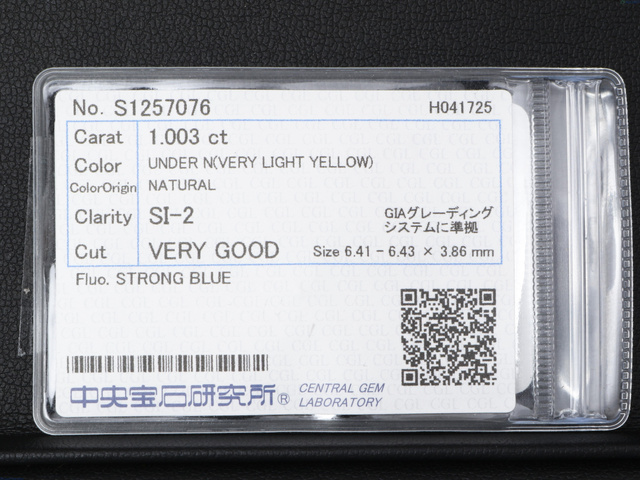 No. S1257076 H041725
Carat 1.003 ct
Color UNDER N(VERY LIGHT YELLOW)
ColorOrigin NATURAL
Clarity SI-2 GIAグレーディング
システムに準拠
Cut VERY GOOD Size 6.41 - 6.43 × 3.86 mm
Fluo. STRONG BLUE
中央宝石研究所® CENTRAL GEM
LABORATORY